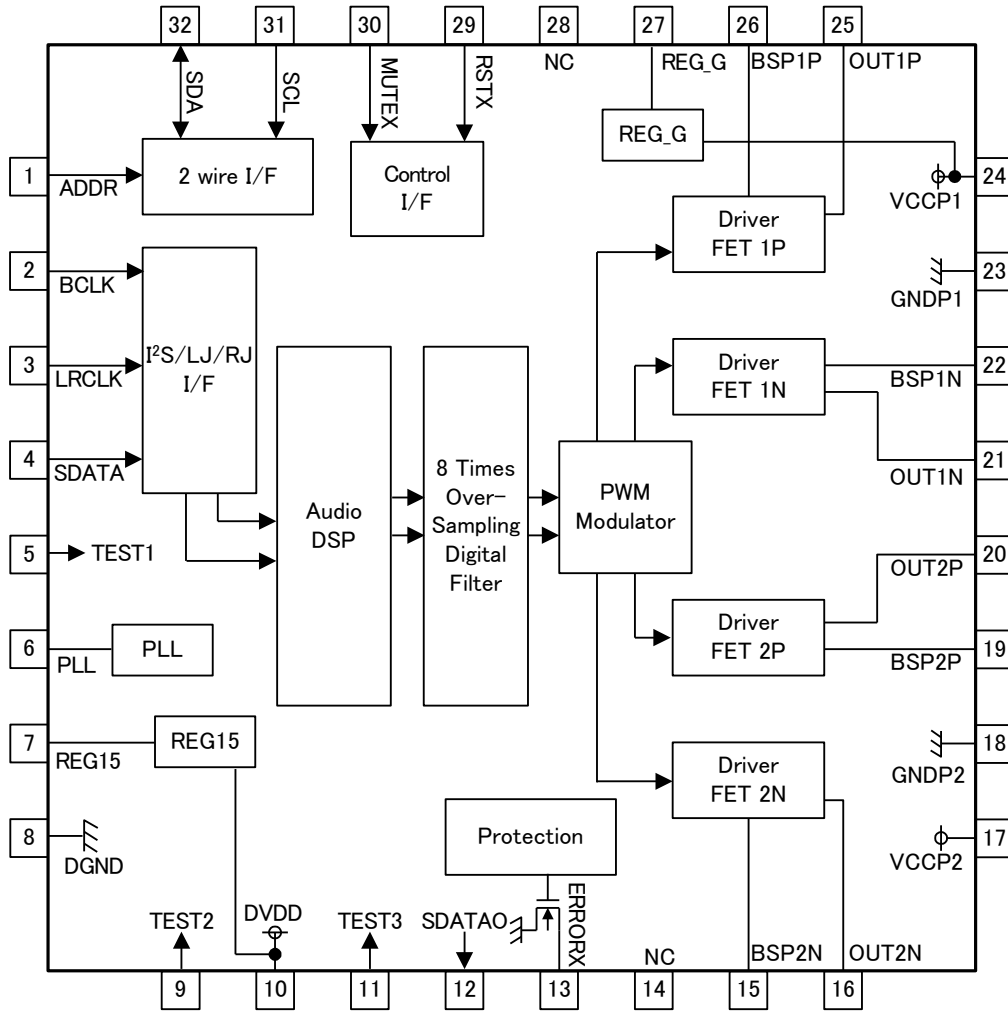 32
31
30
29
28
27
26
25
SDA
SCL
MUTEX
RSTX
NC
REG_G
BSP1P
OUT1P
REG_G
1
ADDR
2 wire I/F
Control
I/F
VCCP1
24
Driver
FET 1P
2
BCLK
GNDP1
23
I²S/LJ/RJ
I/F
3
LRCLK
Driver
FET 1N
BSP1N
22
4
SDATA
OUT1N
21
Audio
DSP
8 Times
Over-
Sampling
Digital
Filter
PWM
Modulator
5
TEST1
OUT2P
20
6
PLL
PLL
Driver
FET 2P
BSP2P
19
7
REG15
REG15
GNDP2
18
Driver
FET 2N
8
DGND
Protection
VCCP2
17
TEST2
DVDD
TEST3
SDATAO
ERRORX
NC
BSP2N
OUT2N
9
10
11
12
13
14
15
16